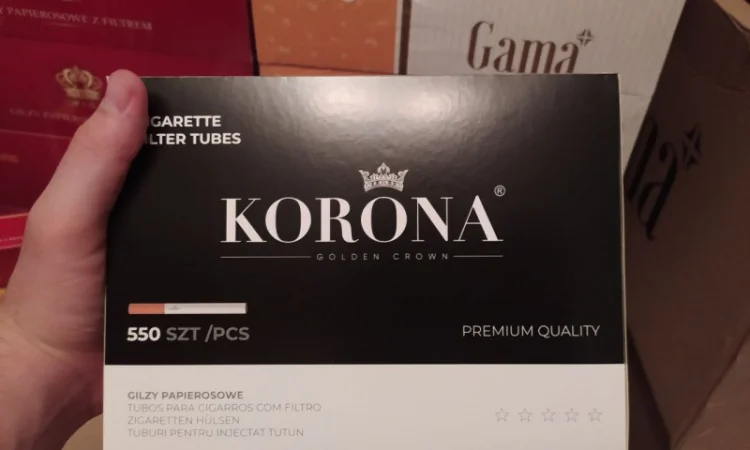 PAPIEROSOWE Z FILTREM
Gama
GILZY PAPIER
GARETTE
LTER TUBES
KORONA®
GOLDEN CROWN
550 SZT /PCS
PREMIUM QUALITY
GILZY PAPIEROSOWE
TUBOS PARA CIGARROS COM FILTRO
ZIGARETTEN HÜLSEN
TUBURI PENTRU INJECTAT TUTUN